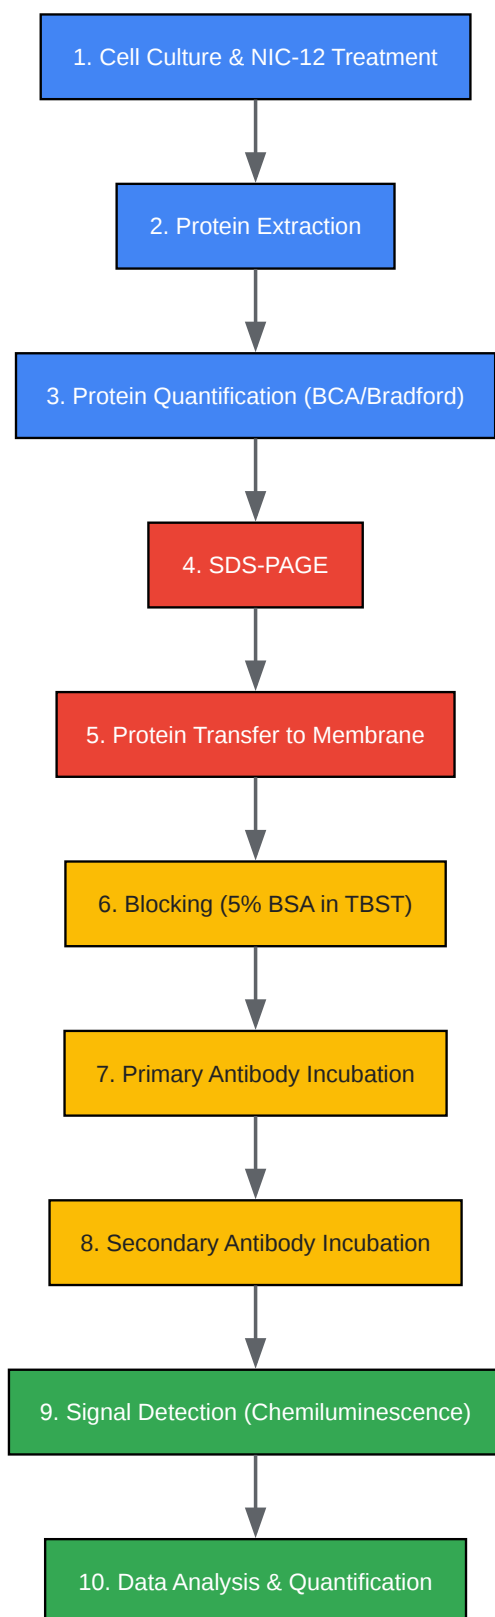 1. Cell Culture & NIC-12 Treatment
2. Protein Extraction
3. Protein Quantification (BCA/Bradford)
4. SDS-PAGE
5. Protein Transfer to Membrane
6. Blocking (5% BSA in TBST)
7. Primary Antibody Incubation
8. Secondary Antibody Incubation
9. Signal Detection (Chemiluminescence)
10. Data Analysis & Quantification